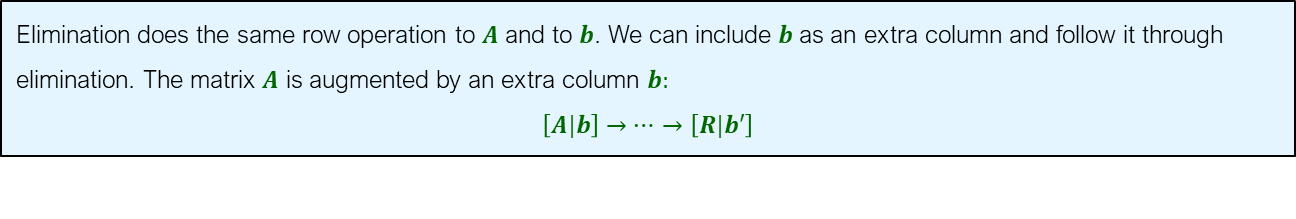 Elimination does the same row operation to A and to b. We can include b as an extra column and follow it through
elimination. The matrix A is augmented by an extra column b:
[A|b] → ⋯ → [R|b′]